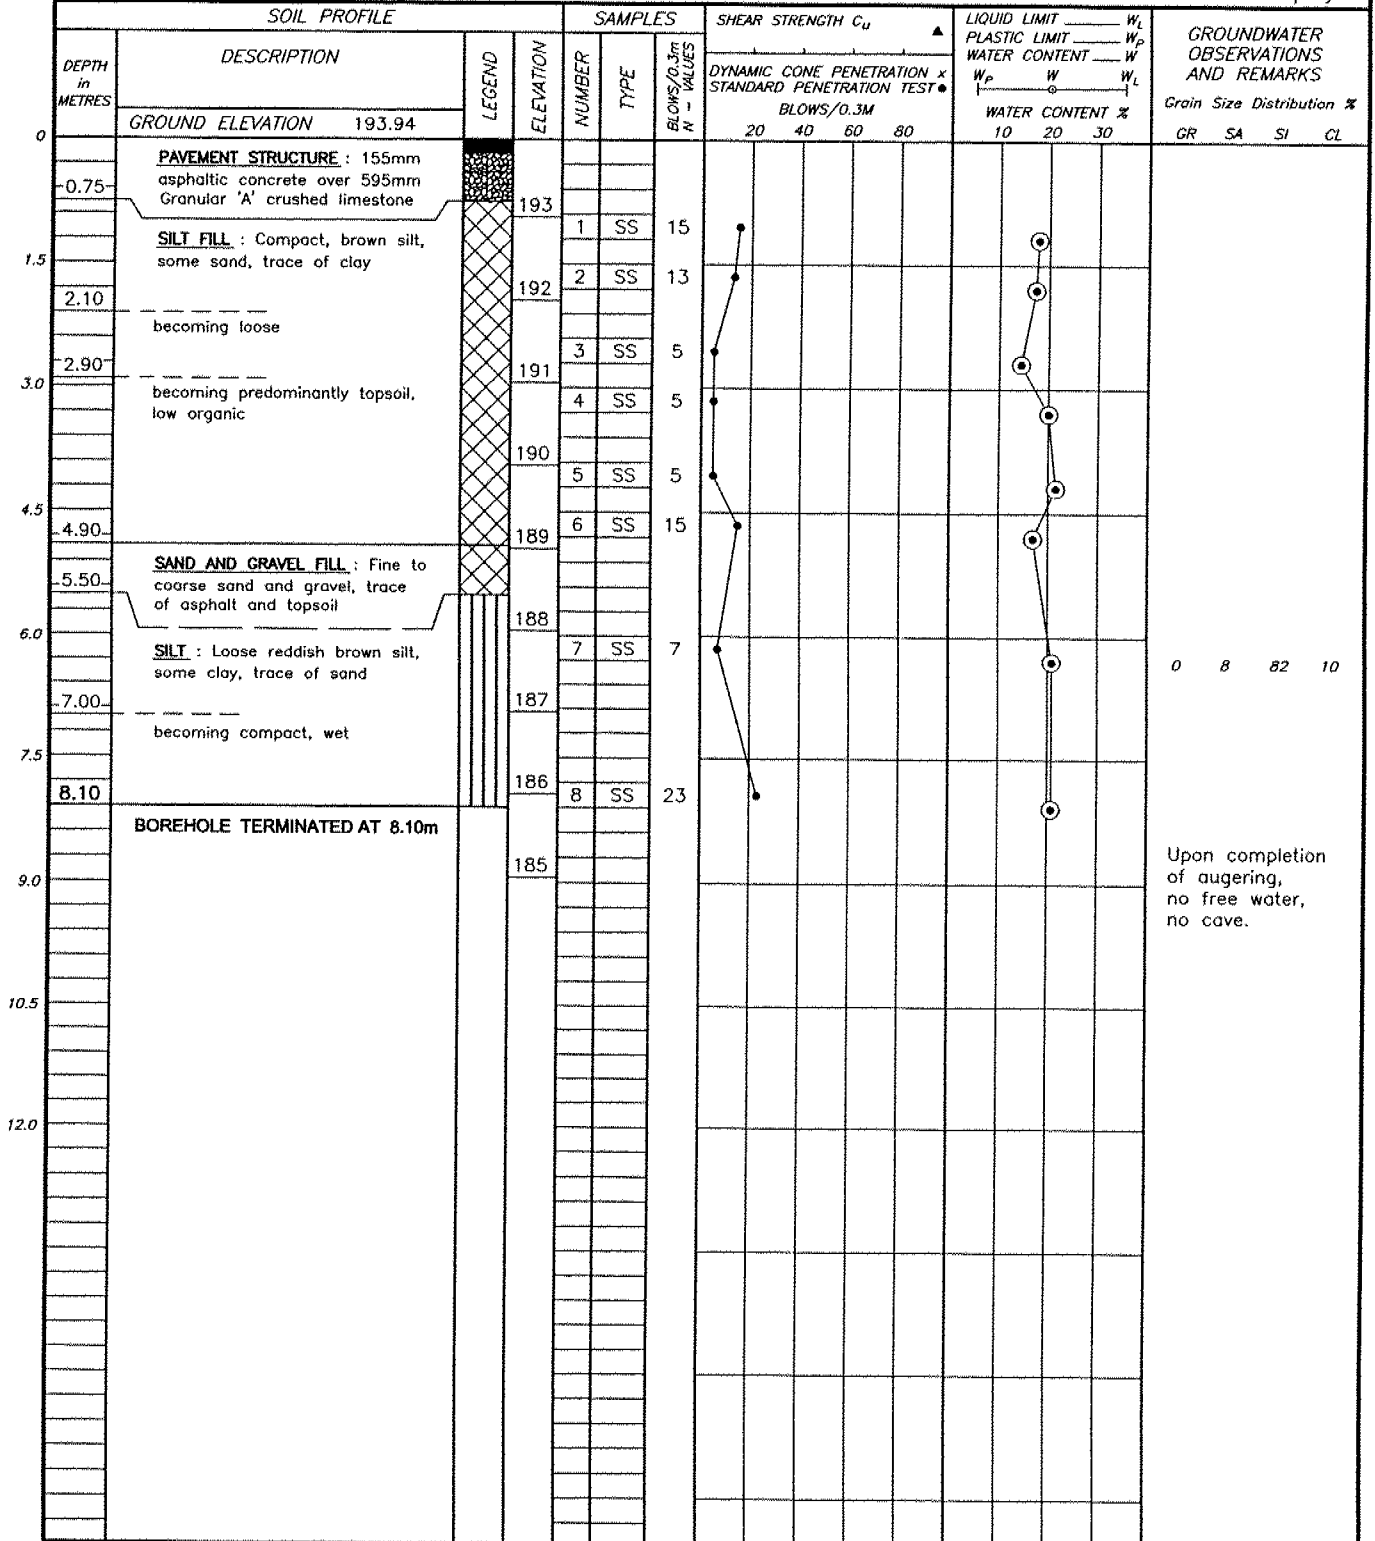 SOIL PROFILE
SAMPLES
SHEAR STRENGTH Cu ▲
LIQUID LIMIT ______ WL
PLASTIC LIMIT ______ WP
WATER CONTENT ____ W
GROUNDWATER
OBSERVATIONS
AND REMARKS
DEPTH
in
METRES
DESCRIPTION
LEGEND
ELEVATION
NUMBER
TYPE
BLOWS/0.3m
N - VALUES
DYNAMIC CONE PENETRATION x
STANDARD PENETRATION TEST ●
BLOWS/0.3M
20 40 60 80
WP W WL
WATER CONTENT %
10 20 30
Grain Size Distribution %
GR SA SI CL
GROUND ELEVATION 193.94
0
PAVEMENT STRUCTURE : 155mm
asphaltic concrete over 595mm
Granular 'A' crushed limestone
0.75
193
1 SS 15
SILT FILL : Compact, brown silt,
some sand, trace of clay
1.5
2 SS 13
192
2.10
becoming loose
3 SS 5
2.90
191
3.0
becoming predominantly topsoil,
low organic
4 SS 5
190
5 SS 5
4.5
6 SS 15
4.90
189
SAND AND GRAVEL FILL : Fine to
coarse sand and gravel, trace
of asphalt and topsoil
5.50
188
6.0
SILT : Loose reddish brown silt,
some clay, trace of sand
7 SS 7
0 8 82 10
7.00
187
becoming compact, wet
7.5
186
8.10
8 SS 23
BOREHOLE TERMINATED AT 8.10m
185
9.0
Upon completion
of augering,
no free water,
no cave.
10.5
12.0